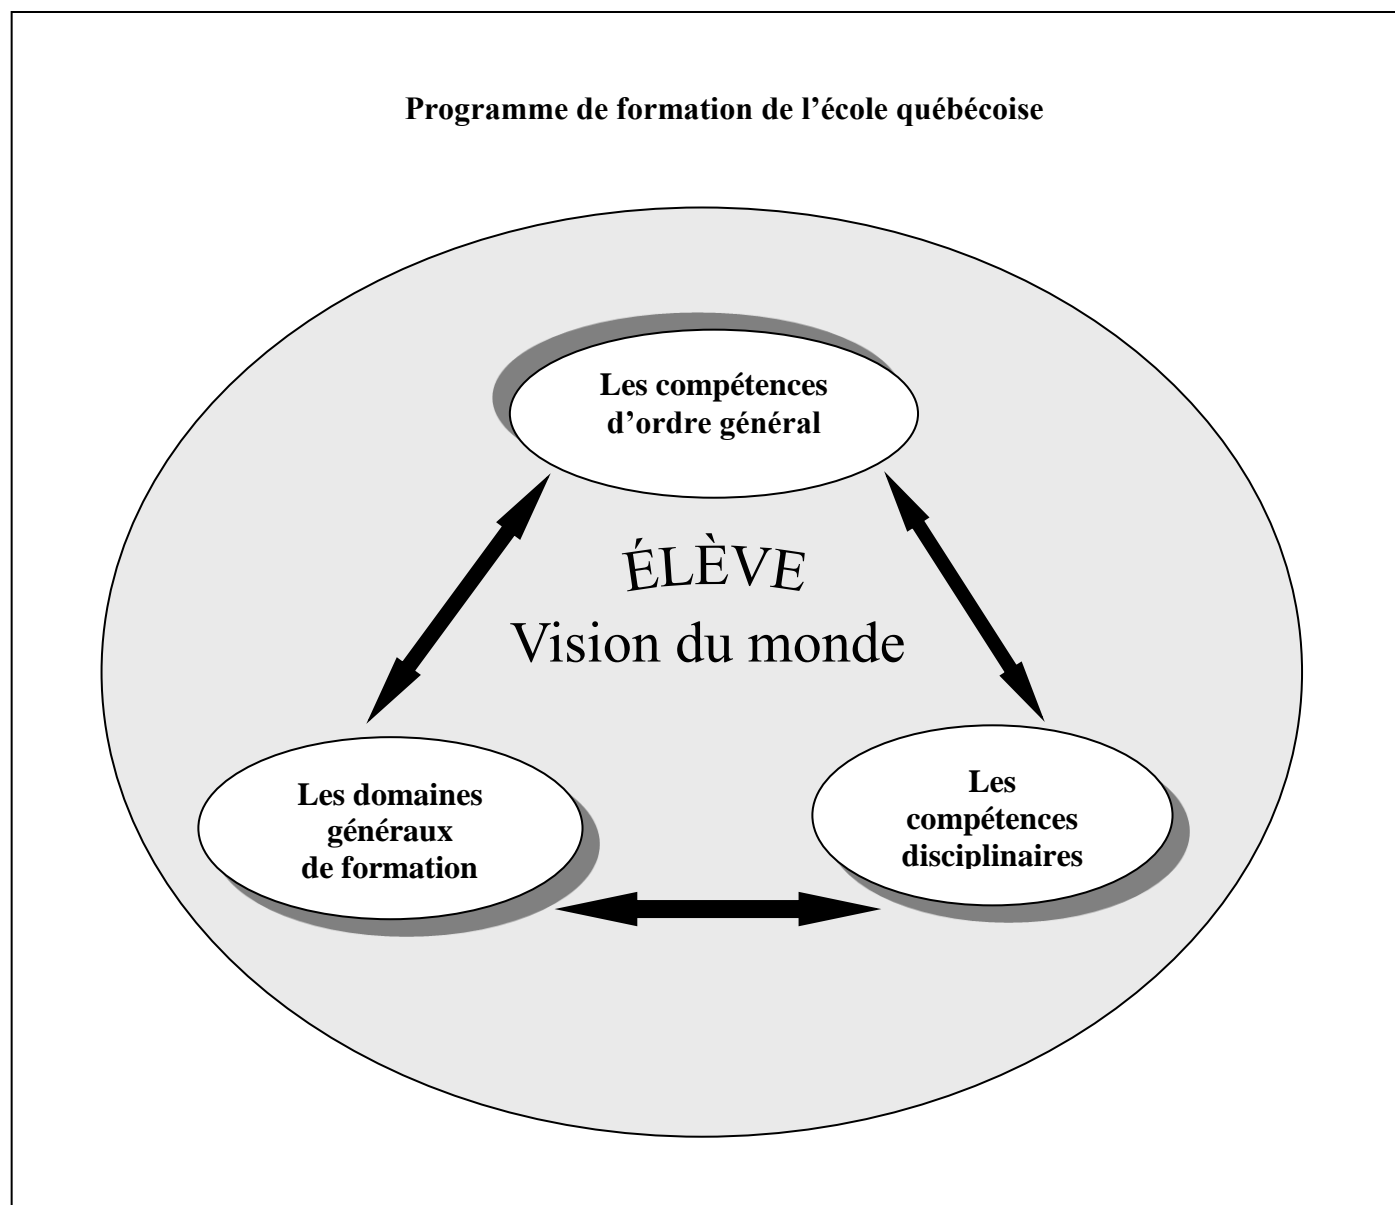 Programme de formation de l’école québécoise
Les compétences
d’ordre général
ÉLÈVE
Vision du monde
Les domaines
généraux
de formation
Les
compétences
disciplinaires